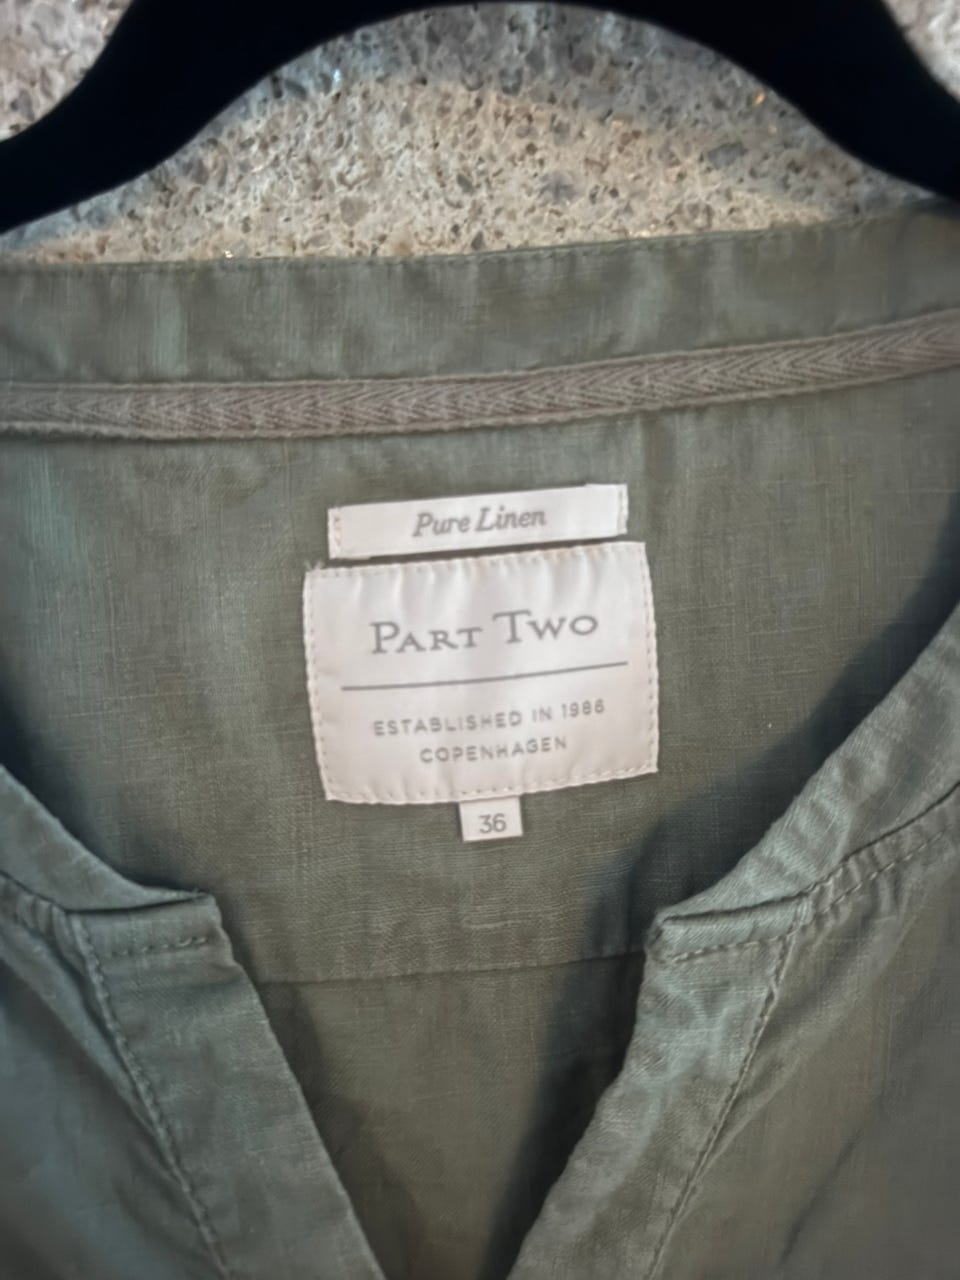 Pure Linen
PART TWO
ESTABLISHED IN 1986
COPENHAGEN
36